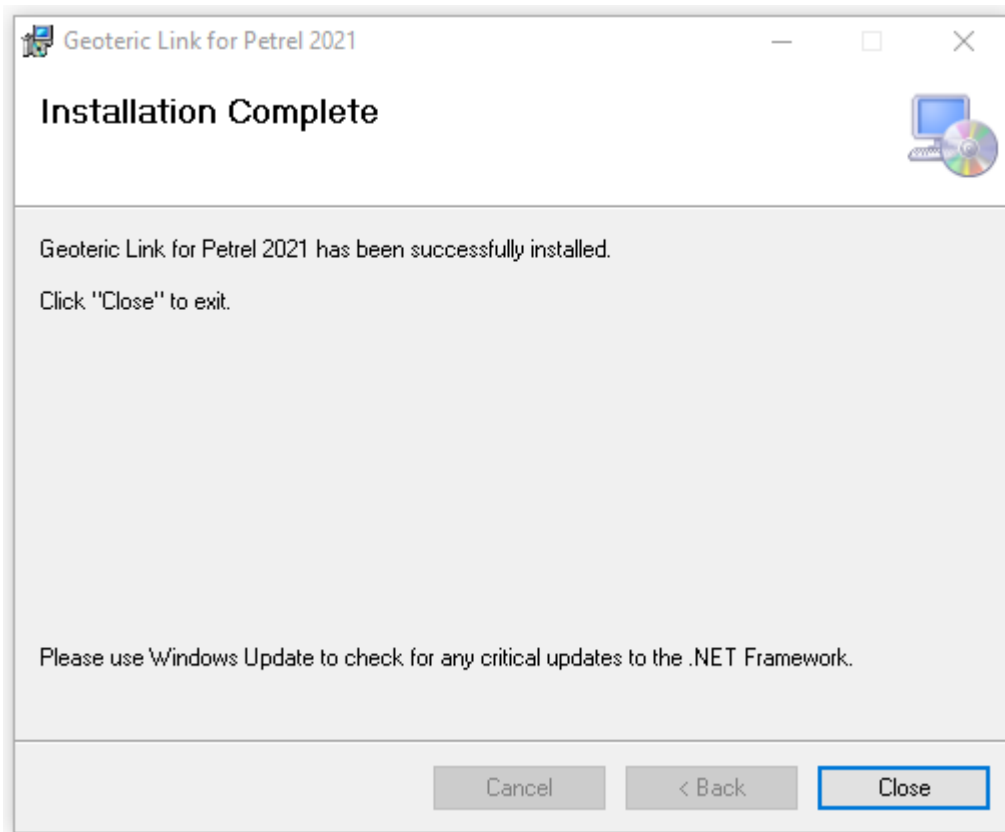 Geoteric Link for Petrel 2021
Installation Complete
Geoteric Link for Petrel 2021 has been successfully installed.
Click "Close" to exit.
Please use Windows Update to check for any critical updates to the .NET Framework.
Cancel
< Back
Close